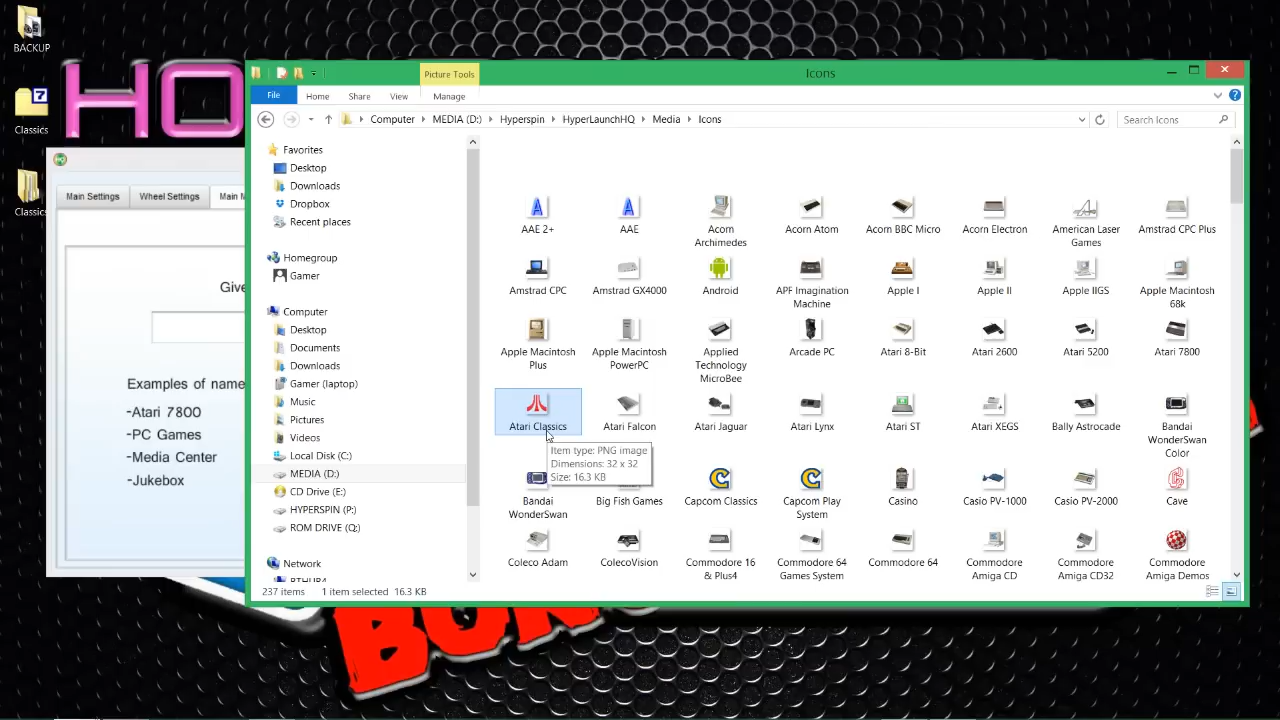 BACKUP
Classics
Classics
HO
BON
Main Settings
Wheel Settings
Main M
Give
Examples of name
-Atari 7800
-PC Games
-Media Center
-Jukebox
Picture Tools
Icons
File
Home
Share
View
Manage
Computer
MEDIA (D:)
Hyperspin
HyperLaunchHQ
Media
Icons
Search Icons
Favorites
Desktop
Downloads
Dropbox
Recent places
Homegroup
Gamer
Computer
Desktop
Documents
Downloads
Gamer (laptop)
Music
Pictures
Videos
Local Disk (C:)
MEDIA (D:)
CD Drive (E:)
HYPERSPIN (P:)
ROM DRIVE (Q:)
Network
AAE 2+
AAE
Acorn
Archimedes
Acorn Atom
Acorn BBC Micro
Acorn Electron
American Laser
Games
Amstrad CPC Plus
Amstrad CPC
Amstrad GX4000
Android
APF Imagination
Machine
Apple I
Apple II
Apple IIGS
Apple Macintosh
68k
Apple Macintosh
Plus
Apple Macintosh
PowerPC
Applied
Technology
MicroBee
Arcade PC
Atari 8-Bit
Atari 2600
Atari 5200
Atari 7800
Atari Classics
Atari Falcon
Atari Jaguar
Atari Lynx
Atari ST
Atari XEGS
Bally Astrocade
Bandai
WonderSwan
Color
Item type: PNG image
Dimensions: 32 x 32
Size: 16.3 KB
Bandai
WonderSwan
Big Fish Games
Capcom Classics
Capcom Play
System
Casino
Casio PV-1000
Casio PV-2000
Cave
Coleco Adam
ColecoVision
Commodore 16
& Plus4
Commodore 64
Games System
Commodore 64
Commodore
Amiga CD
Commodore
Amiga CD32
Commodore
Amiga Demos
237 items
1 item selected 16.3 KB